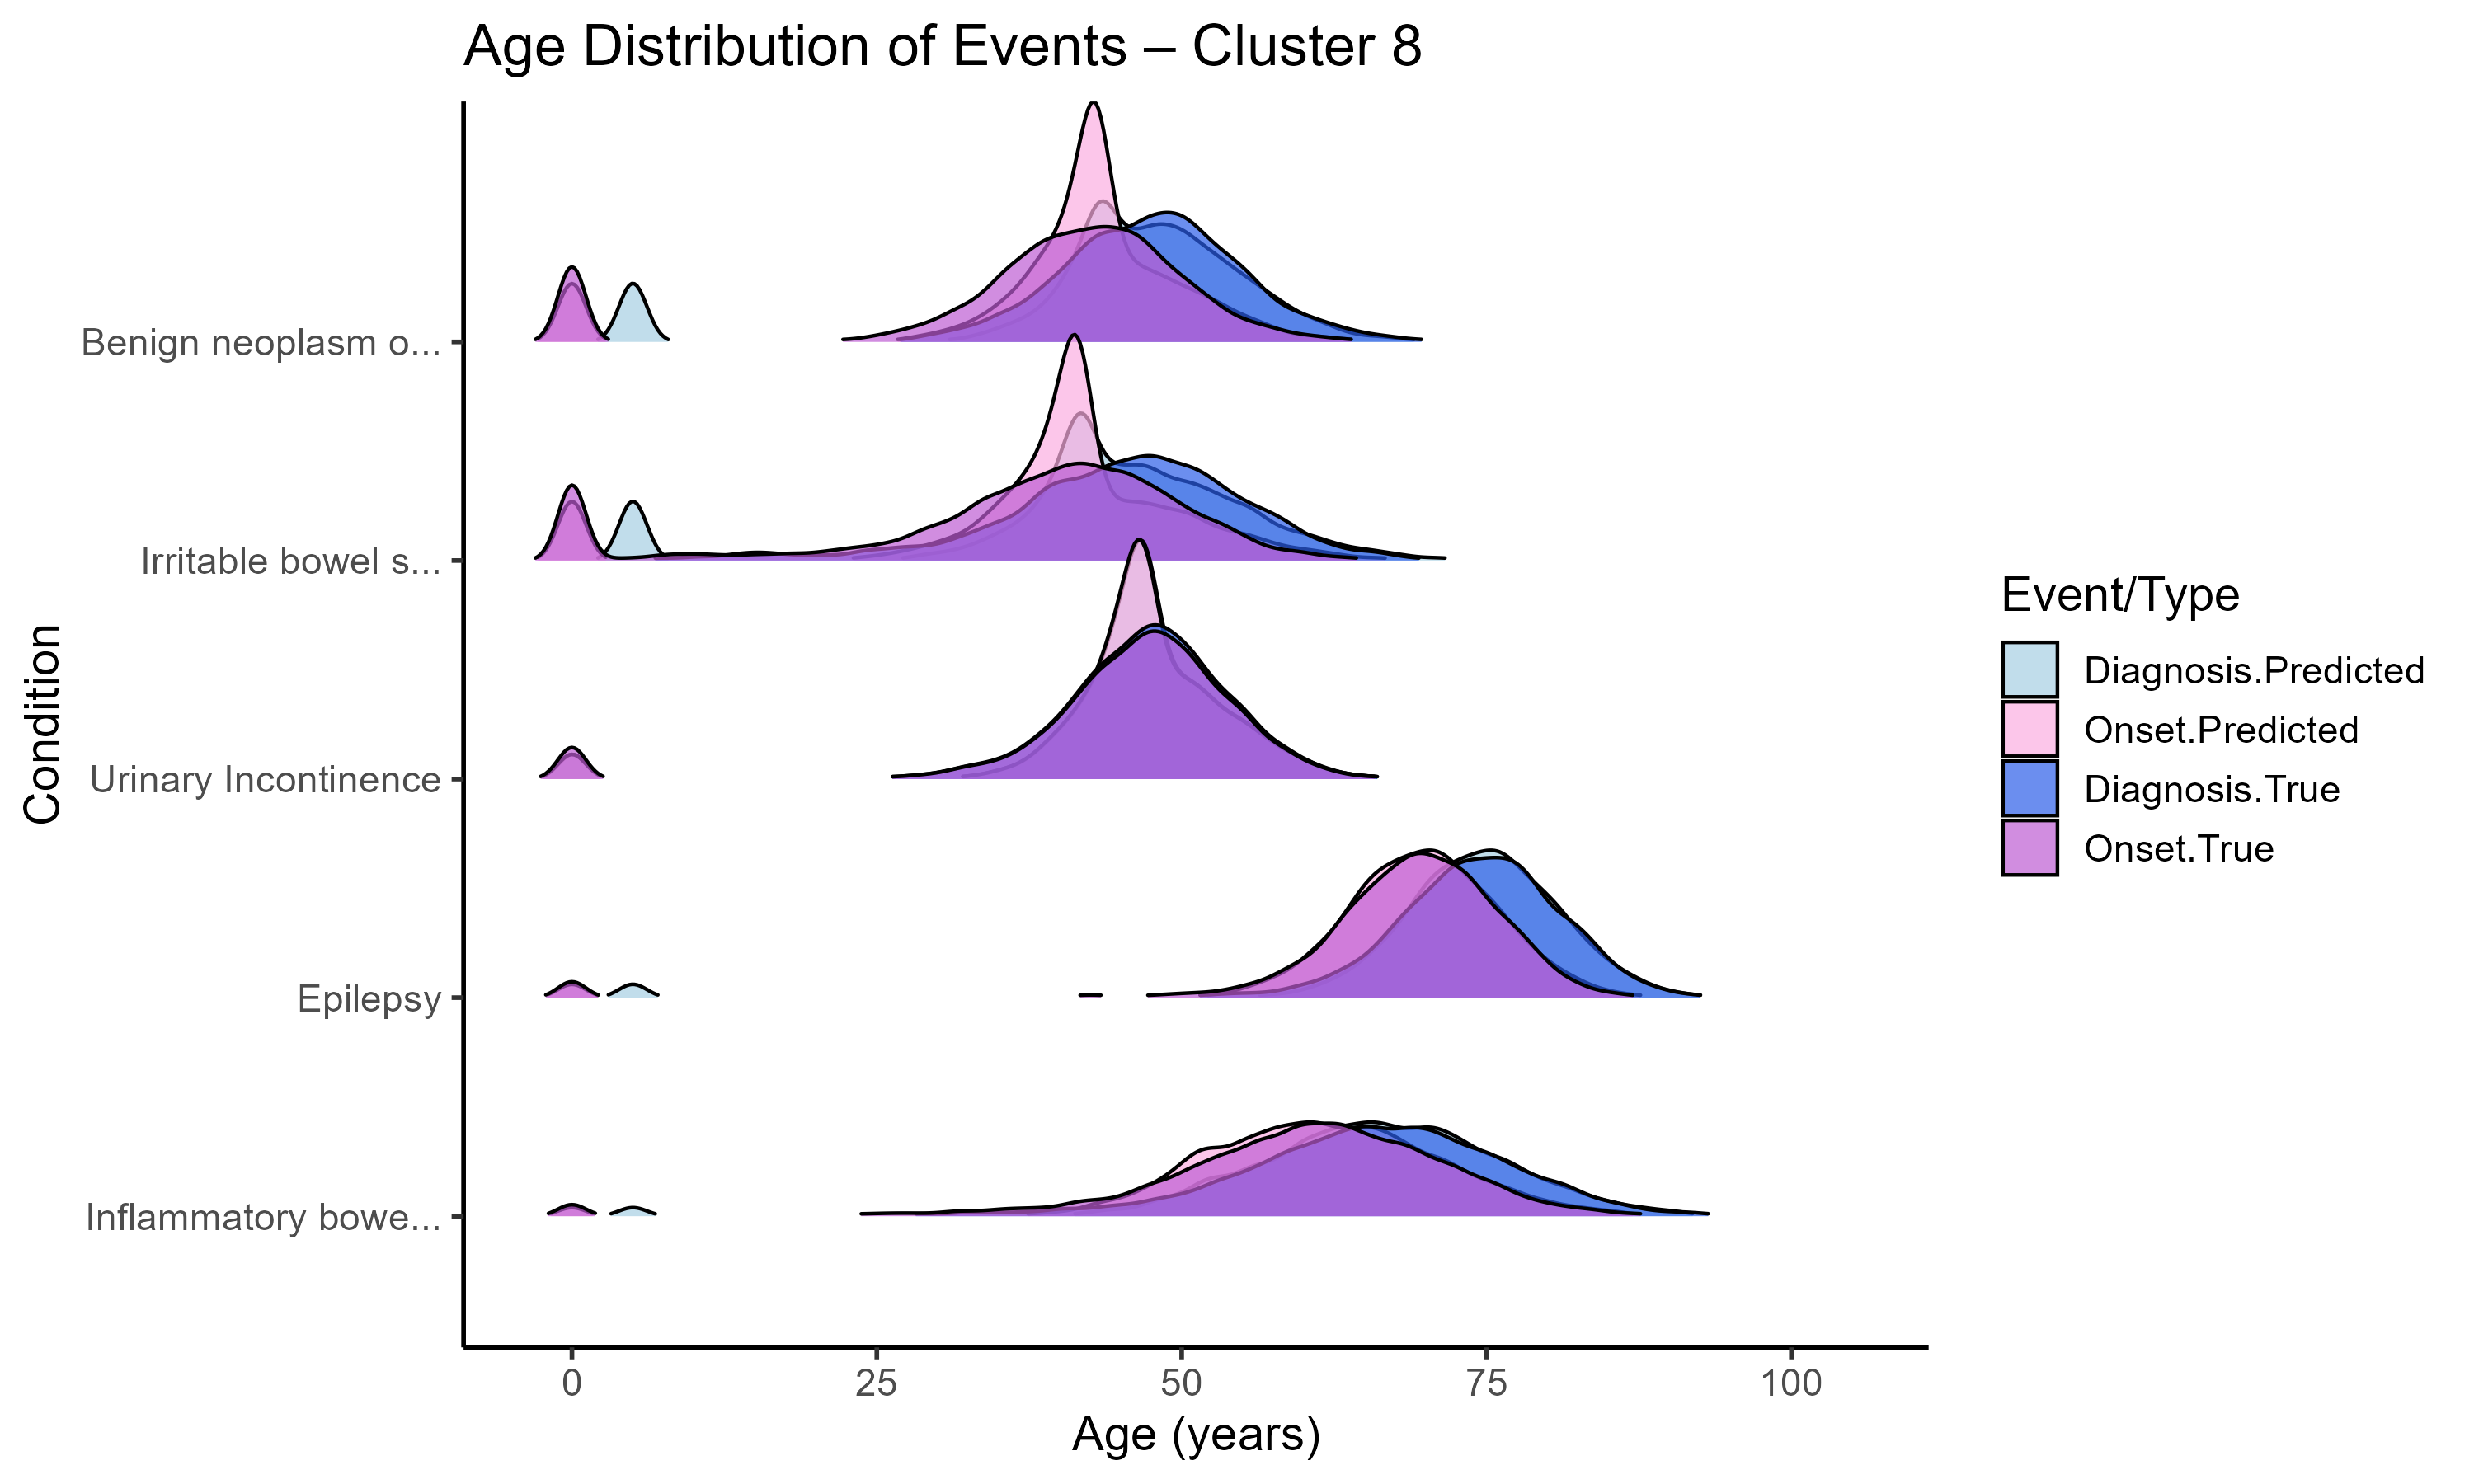 Age Distribution of Events – Cluster 8
Condition
Benign neoplasm o...
Irritable bowel s...
Urinary Incontinence
Epilepsy
Inflammatory bowe...
0 25 50 75 100
Age (years)
Event/Type
Diagnosis.Predicted
Onset.Predicted
Diagnosis.True
Onset.True